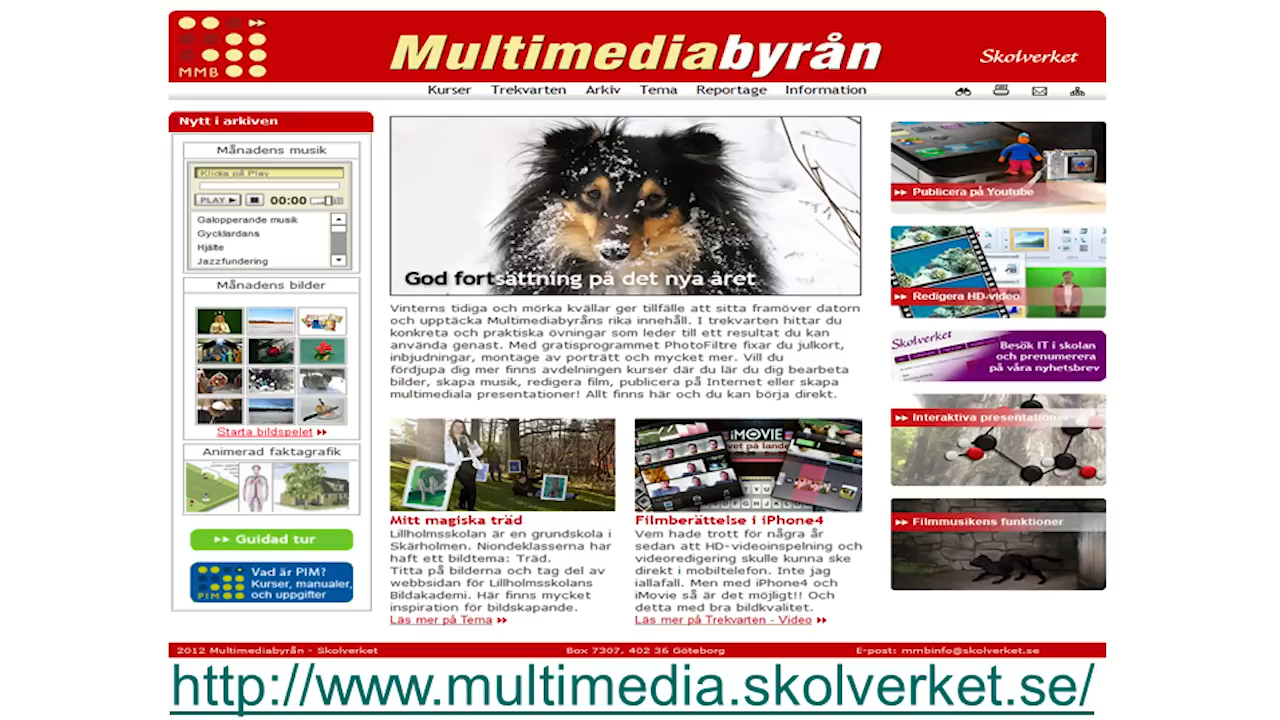 MMB
Multimediabyrån
Skolverket
Kurser Trekvarten Arkiv Tema Reportage Information
Nytt i arkiven
Månadens musik
Klicka på Play
PLAY
00:00
Galopperande musik
Gycklardans
Hjälte
Jazzfundering
Månadens bilder
Starta bildspelet
Animerad faktagrafik
Guidad tur
Vad är PIM?
Kurser, manualer,
och uppgifter
PIM
God fortsättning på det nya året
Vinterns tidiga och mörka kvällar ger tillfälle att sitta framöver datorn
och upptäcka Multimediabyråns rika innehåll. I trekvarten hittar du
konkreta och praktiska övningar som leder till ett resultat du kan
använda genast. Med gratisprogrammet PhotoFiltre fixar du julkort,
inbjudningar, montage av porträtt och mycket mer. Vill du
fördjupa dig mer finns avdelningen kurser där du lär du dig bearbeta
bilder, skapa musik, redigera film, publicera på Internet eller skapa
multimediala presentationer! Allt finns här och du kan börja direkt.
Mitt magiska träd
Lillholmsskolan är en grundskola i
Skärholmen. Niondeklasserna har
haft ett bildtema: Träd.
Titta på bilderna och tag del av
webbsidan för Lillholmsskolans
Bildakademi. Här finns mycket
inspiration för bildskapande.
Läs mer på Tema
iMOVIE
vet på lande
Filmberättelse i iPhone4
Vem hade trott för några år
sedan att HD-videoinspelning och
videoredigering skulle kunna ske
direkt i mobiltelefon. Inte jag
iallafall. Men med iPhone4 och
iMovie så är det möjligt!! Och
detta med bra bildkvalitet.
Läs mer på Trekvarten - Video
Publicera på Youtube
Redigera HD-video
Skolverket
Besök IT i skolan
och prenumerera
på våra nyhetsbrev
Interaktiva presentationer
Filmmusikens funktioner
2012 Multimediabyrån - Skolverket
Box 7307, 402 36 Göteborg
E-post: mmbinfo@skolverket.se
http://www.multimedia.skolverket.se/